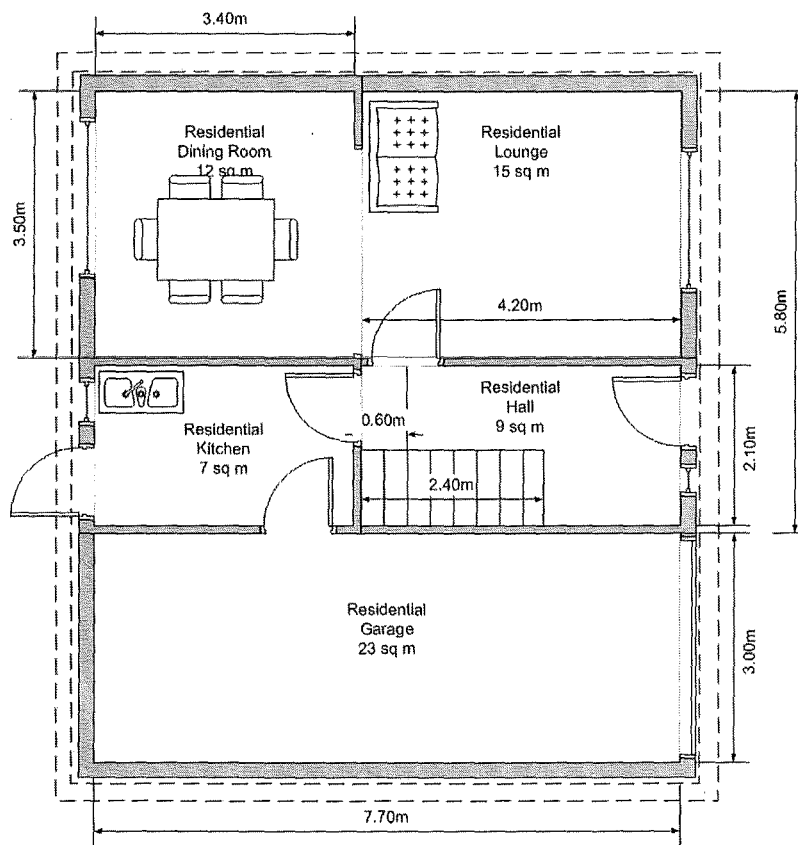 3.40m
Residential
Dining Room
12 sq m
Residential
Lounge
15 sq m
3.50m
4.20m
5.80m
Residential
Hall
9 sq m
0.60m
Residential
Kitchen
7 sq m
2.10m
2.40m
Residential
Garage
23 sq m
3.00m
7.70m